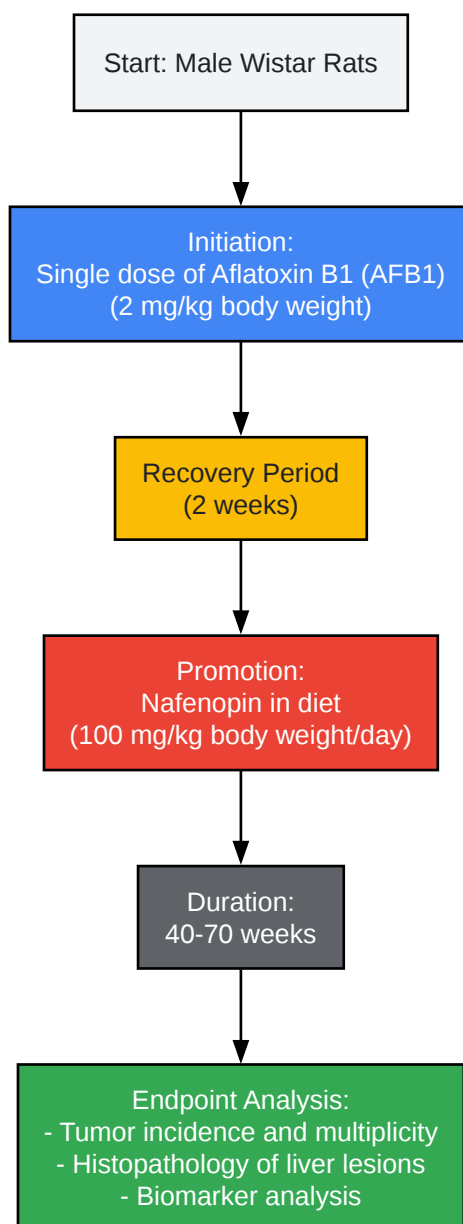 Start: Male Wistar Rats
Initiation:
Single dose of Aflatoxin B1 (AFB1)
(2 mg/kg body weight)
Recovery Period
(2 weeks)
Promotion:
Nafenopin in diet
(100 mg/kg body weight/day)
Duration:
40-70 weeks
Endpoint Analysis:
- Tumor incidence and multiplicity
- Histopathology of liver lesions
- Biomarker analysis